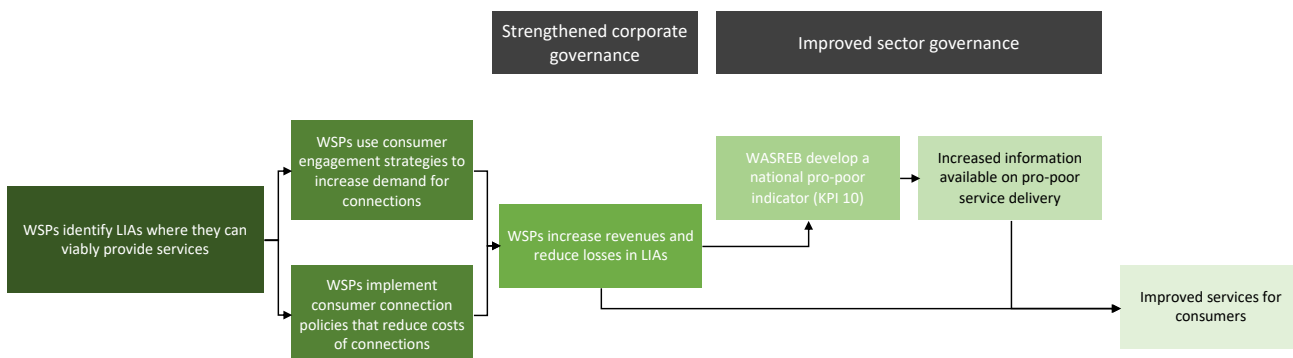 Strengthened corporate
governance
Improved sector governance
WSPs use consumer
engagement strategies to
increase demand for
connections
WASREB develop a
national pro-poor
indicator (KPI 10)
Increased information
available on pro-poor
service delivery
WSPs identify LIAs where they can
viably provide services
WSPs increase revenues and
reduce losses in LIAs
WSPs implement
consumer connection
policies that reduce costs
of connections
Improved services for
consumers